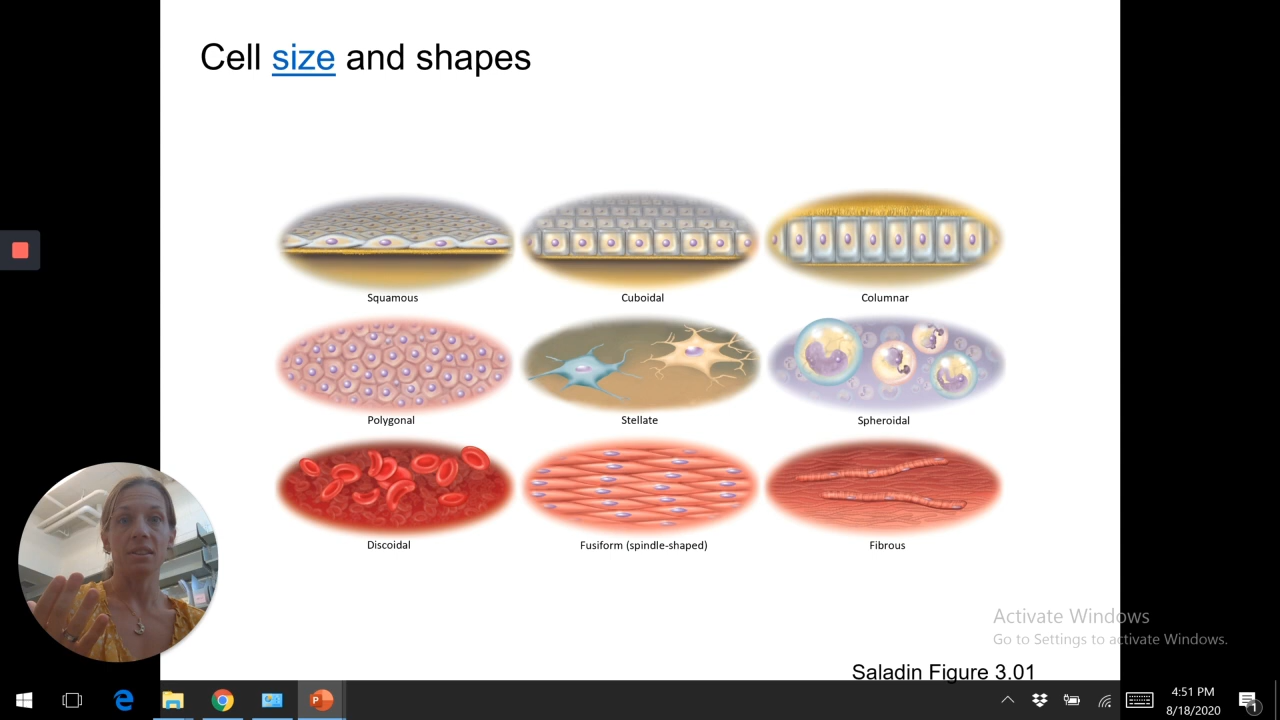 Cell size and shapes
Squamous
Cuboidal
Columnar
Polygonal
Stellate
Spheroidal
Discoidal
Fusiform (spindle-shaped)
Fibrous
Activate Windows
Go to Settings to activate Windows.
Saladin Figure 3.01
4:51 PM
8/18/2020
1